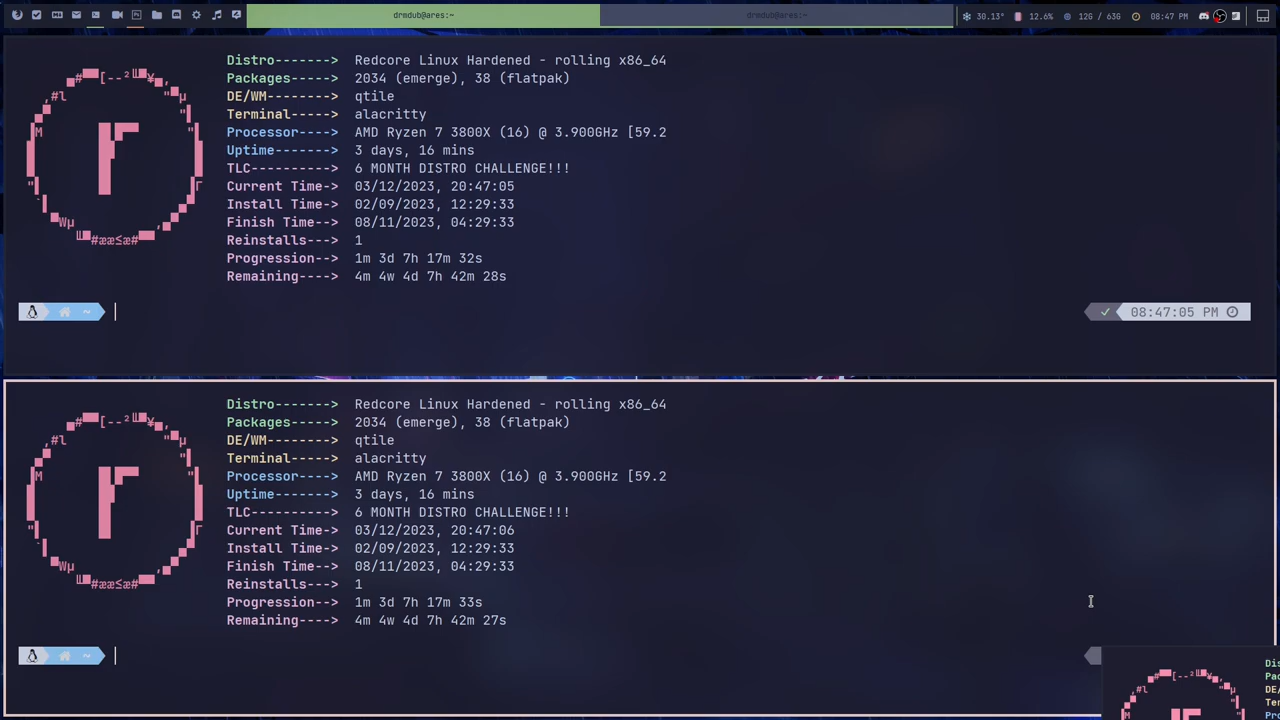 drmdub@ares:~ drmdub@ares:~ 30.13° 12.6% 12G / 63G 08:47 PM
Distro-------> Redcore Linux Hardened - rolling x86_64
Packages-----> 2034 (emerge), 38 (flatpak)
DE/WM--------> qtile
Terminal-----> alacritty
Processor----> AMD Ryzen 7 3800X (16) @ 3.900GHz [59.2
Uptime-------> 3 days, 16 mins
TLC----------> 6 MONTH DISTRO CHALLENGE!!!
Current Time-> 03/12/2023, 20:47:05
Install Time-> 02/09/2023, 12:29:33
Finish Time--> 08/11/2023, 04:29:33
Reinstalls---> 1
Progression--> 1m 3d 7h 17m 32s
Remaining----> 4m 4w 4d 7h 42m 28s
~ ✓ 08:47:05 PM
Distro-------> Redcore Linux Hardened - rolling x86_64
Packages-----> 2034 (emerge), 38 (flatpak)
DE/WM--------> qtile
Terminal-----> alacritty
Processor----> AMD Ryzen 7 3800X (16) @ 3.900GHz [59.2
Uptime-------> 3 days, 16 mins
TLC----------> 6 MONTH DISTRO CHALLENGE!!!
Current Time-> 03/12/2023, 20:47:06
Install Time-> 02/09/2023, 12:29:33
Finish Time--> 08/11/2023, 04:29:33
Reinstalls---> 1
Progression--> 1m 3d 7h 17m 33s
Remaining----> 4m 4w 4d 7h 42m 27s
~